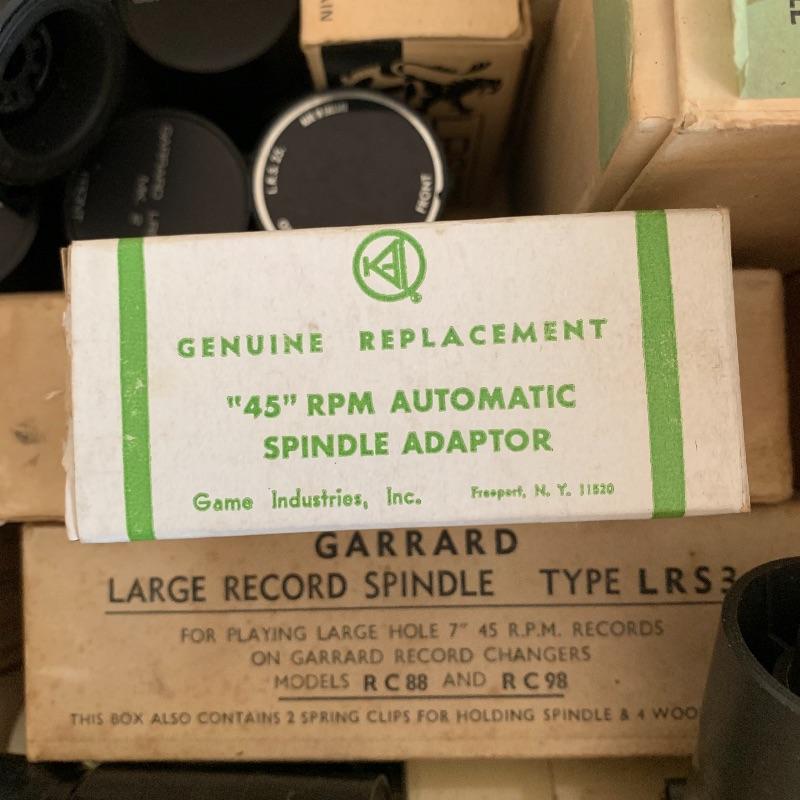 L.R.S
FRONT
GENUINE REPLACEMENT
"45" RPM AUTOMATIC
SPINDLE ADAPTOR
Game Industries, Inc. Freeport, N. Y. 11520
GARRARD
LARGE RECORD SPINDLE TYPE LRS3
FOR PLAYING LARGE HOLE 7" 45 R.P.M. RECORDS
ON GARRARD RECORD CHANGERS
MODELS RC88 AND RC98
THIS BOX ALSO CONTAINS 2 SPRING CLIPS FOR HOLDING SPINDLE & 4